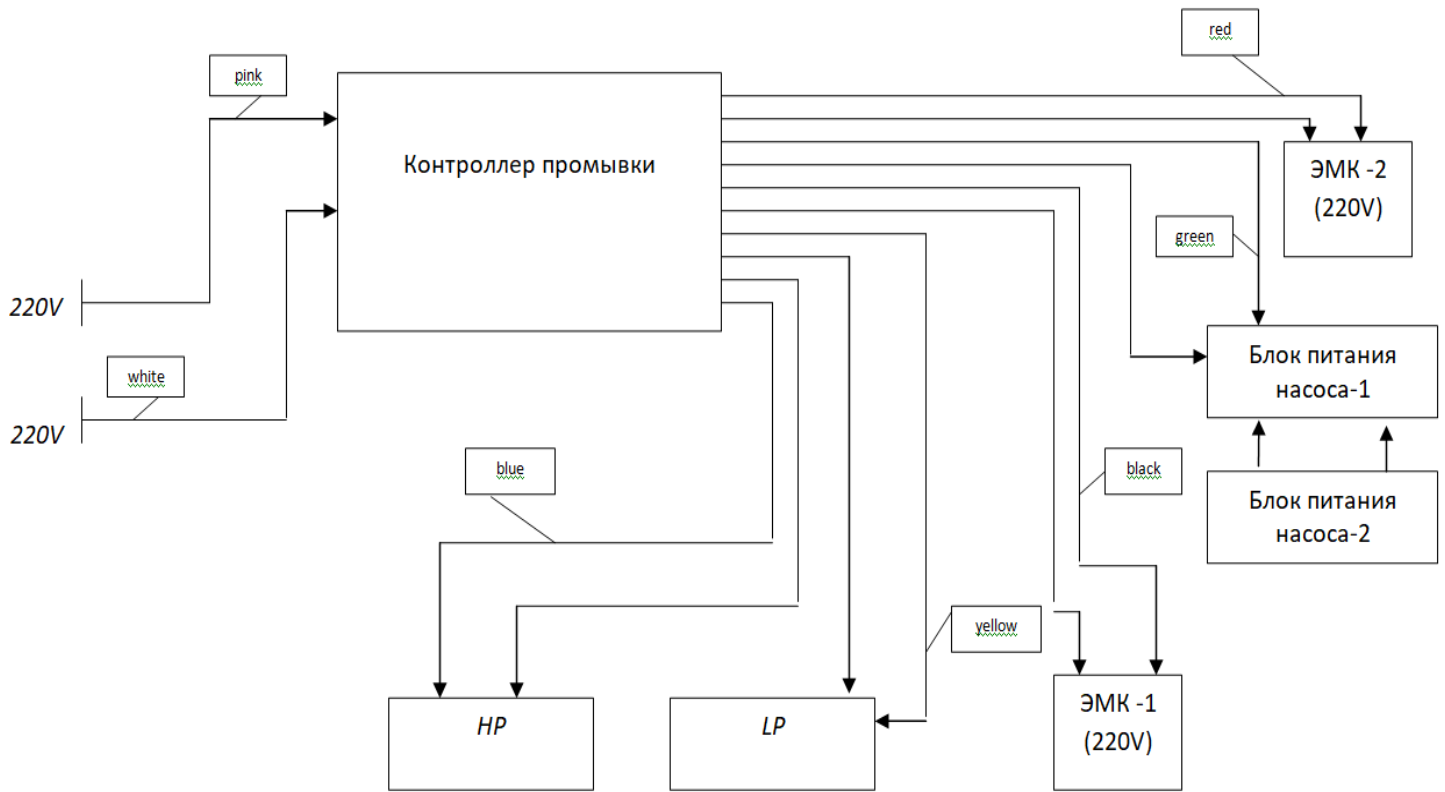 red
pink
Контроллер промывки
ЭМК -2
(220V)
green
220V
Блок питания
насоса-1
white
220V
blue
black
Блок питания
насоса-2
yellow
HP
LP
ЭМК -1
(220V)